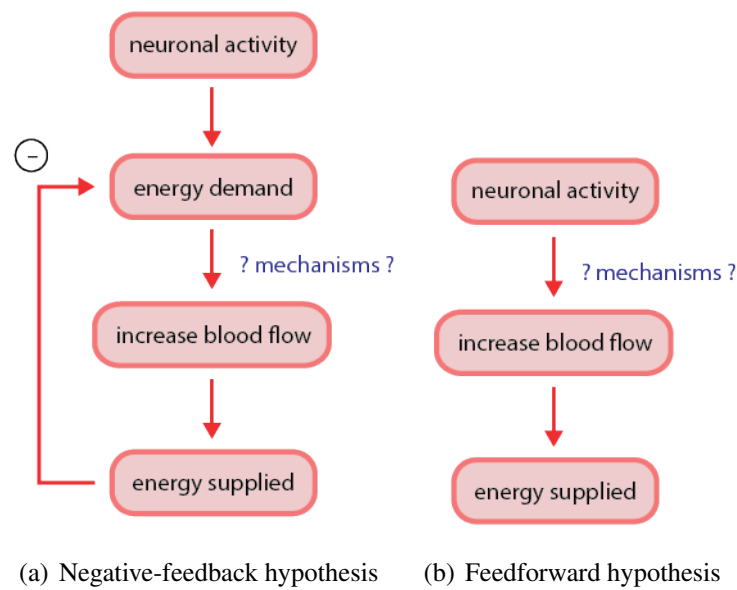 neuronal activity
–
energy demand
? mechanisms ?
increase blood flow
energy supplied
neuronal activity
? mechanisms ?
increase blood flow
energy supplied
(a) Negative-feedback hypothesis
(b) Feedforward hypothesis